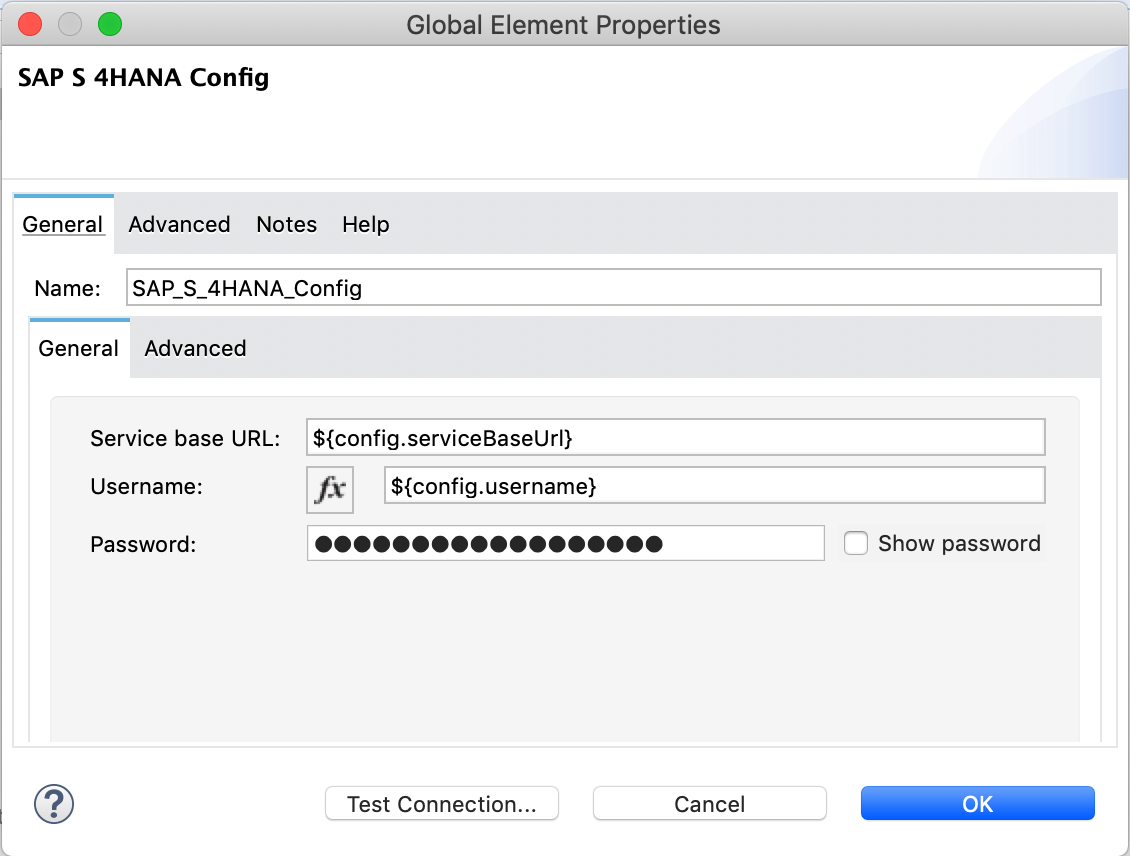 Global Element Properties
SAP S 4HANA Config
General Advanced Notes Help
Name: SAP_S_4HANA_Config
General Advanced
Service base URL: ${config.serviceBaseUrl}
Username: fx ${config.username}
Password: ●●●●●●●●●●●●●●●●●● Show password
? Test Connection... Cancel OK